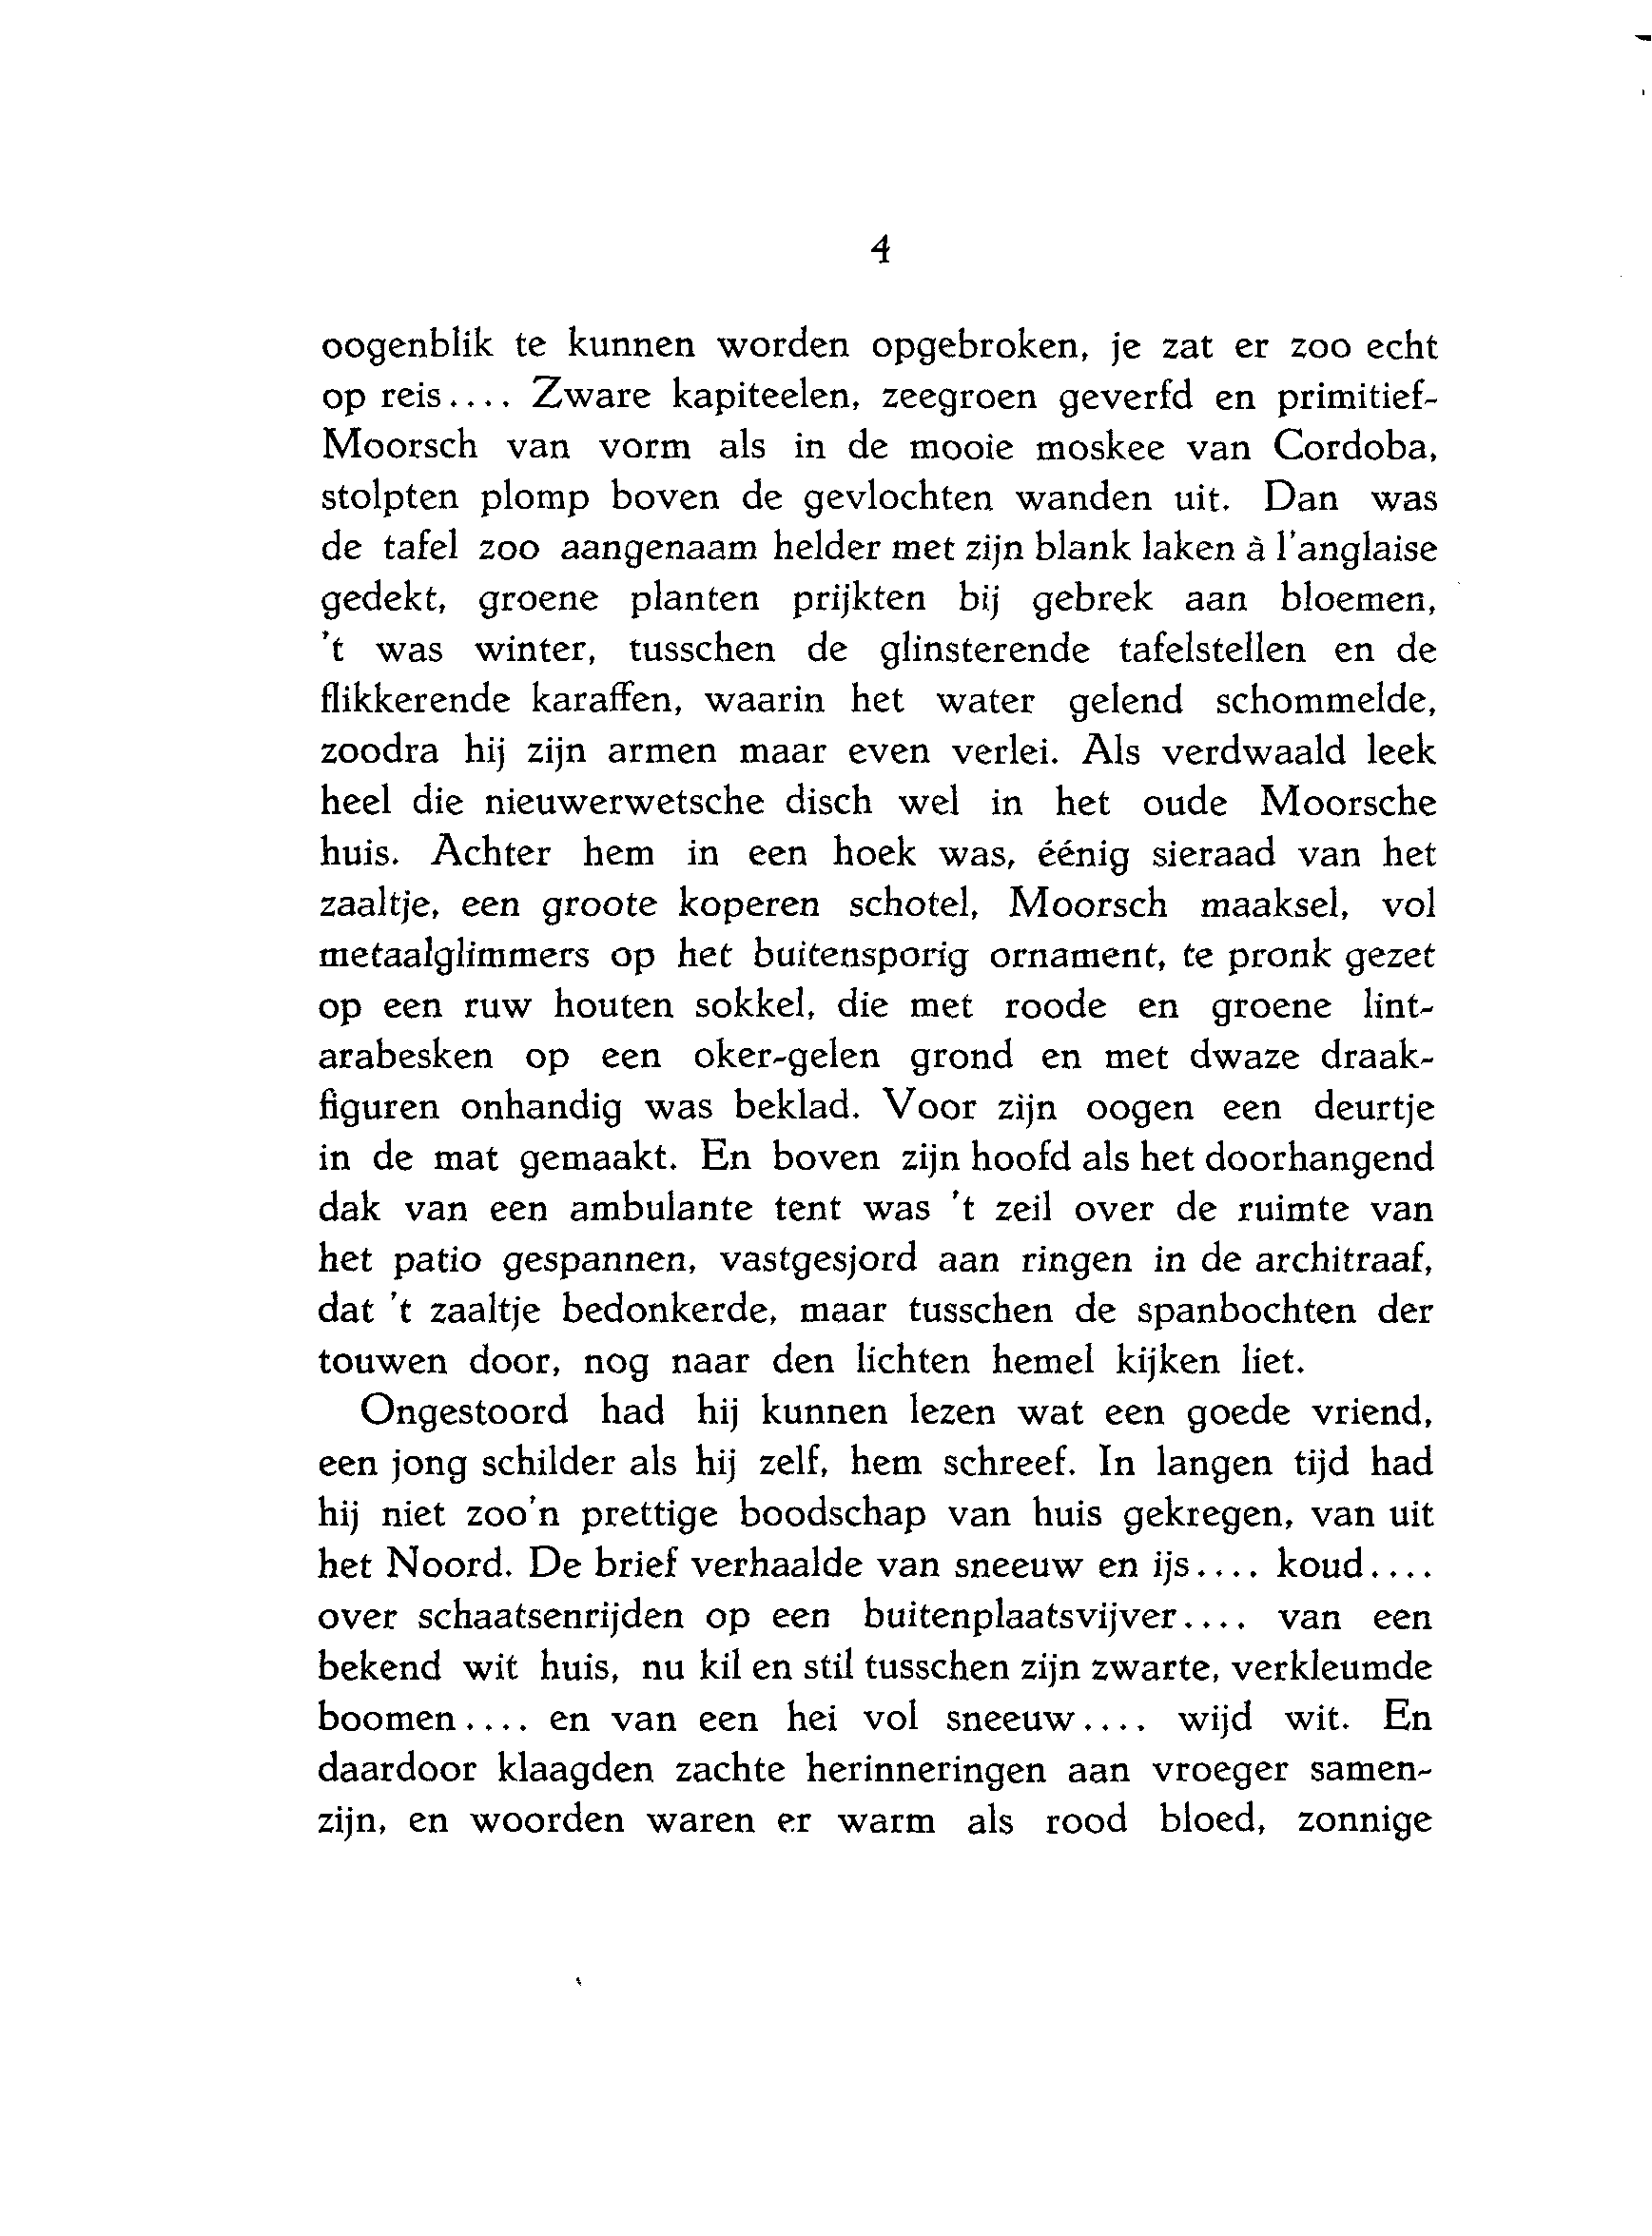 4
oogenblik te kunnen worden opgebroken, je zat er zoo echt
op reis.... Zware kapiteelen, zeegroen geverfd en primitief-
Moorsch van vorm als in de mooie moskee van Cordoba,
stolpten plomp boven de gevlochten wanden uit. Dan was
de tafel zoo aangenaam helder met zijn blank laken à l'anglaise
gedekt, groene planten prijkten bij gebrek aan bloemen,
't was winter, tusschen de glinsterende tafelstellen en de
flikkerende karaffen, waarin het water gelend schommelde,
zoodra hij zijn armen maar even verlei. Als verdwaald leek
heel die nieuwerwetsche disch wel in het oude Moorsche
huis. Achter hem in een hoek was, éénig sieraad van het
zaaltje, een groote koperen schotel, Moorsch maaksel, vol
metaalglimmers op het buitensporig ornament, te pronk gezet
op een ruw houten sokkel, die met roode en groene lint-
arabesken op een oker-gelen grond en met dwaze draak-
figuren onhandig was beklad. Voor zijn oogen een deurtje
in de mat gemaakt. En boven zijn hoofd als het doorhangend
dak van een ambulante tent was 't zeil over de ruimte van
het patio gespannen, vastgesjord aan ringen in de architraaf,
dat 't zaaltje bedonkerde, maar tusschen de spanbochten der
touwen door, nog naar den lichten hemel kijken liet.
Ongestoord had hij kunnen lezen wat een goede vriend,
een jong schilder als hij zelf, hem schreef. In langen tijd had
hij niet zoo'n prettige boodschap van huis gekregen, van uit
het Noord. De brief verhaalde van sneeuw en ijs.... koud....
over schaatsenrijden op een buitenplaatsvijver.... van een
bekend wit huis, nu kil en stil tusschen zijn zwarte, verkleumde
boomen.... en van een hei vol sneeuw.... wijd wit. En
daardoor klaagden zachte herinneringen aan vroeger samen-
zijn, en woorden waren er warm als rood bloed, zonnige